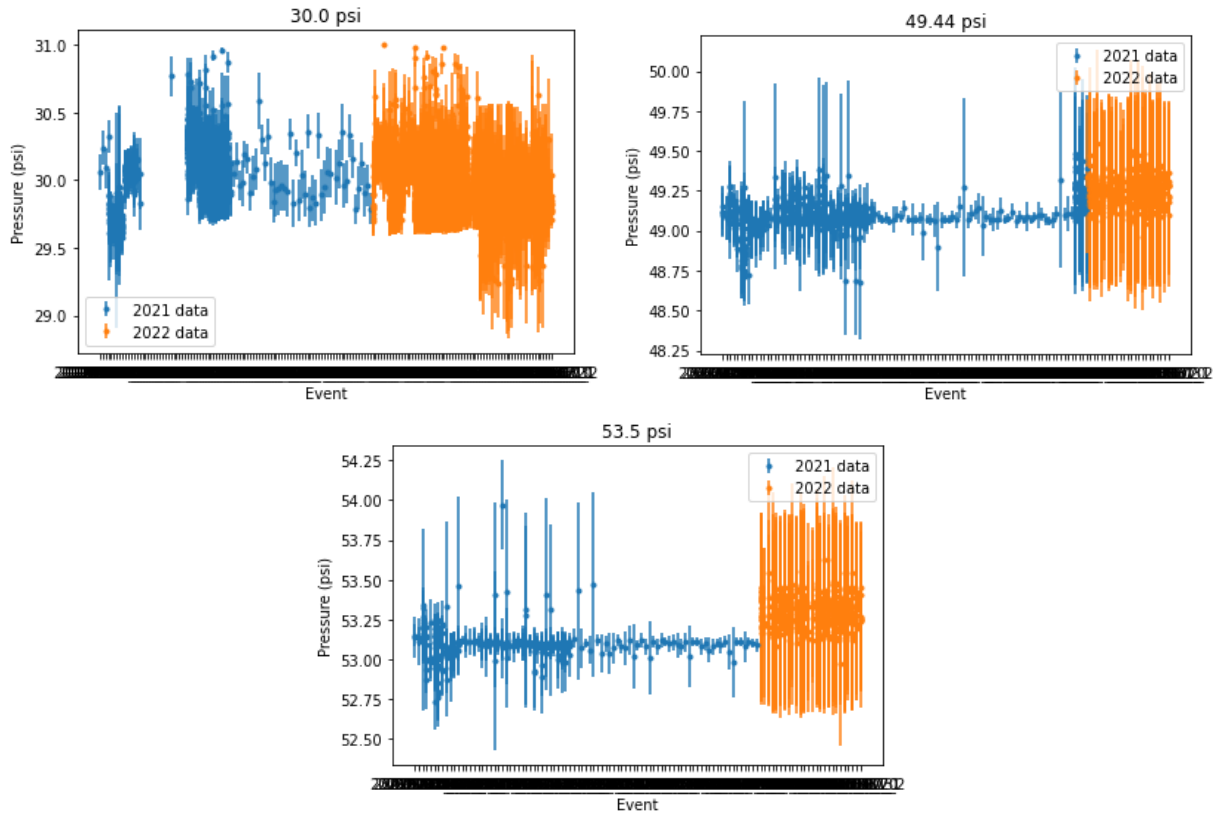 30.0 psi
31.0
30.5
30.0
29.5
29.0
Pressure (psi)
2021 data
2022 data
Event
49.44 psi
50.00
49.75
49.50
49.25
49.00
48.75
48.50
48.25
Pressure (psi)
2021 data
2022 data
Event
53.5 psi
54.25
54.00
53.75
53.50
53.25
53.00
52.75
52.50
Pressure (psi)
2021 data
2022 data
Event